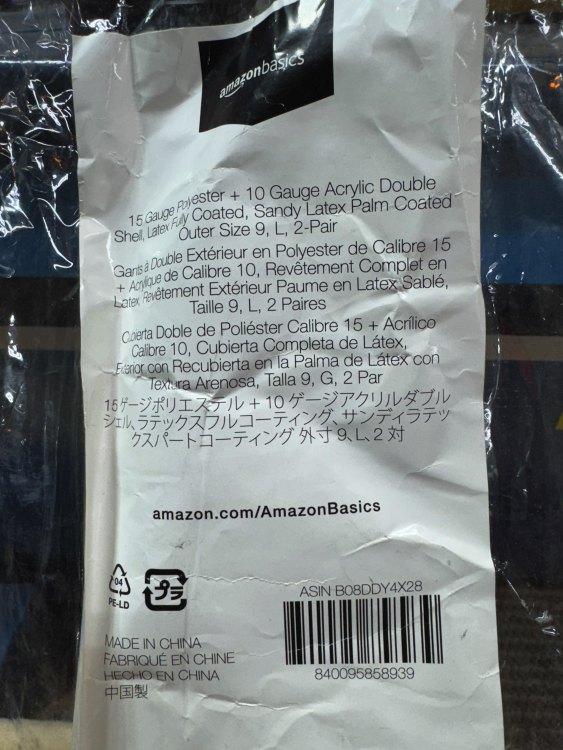 amazonbasics
15 Gauge Polyester + 10 Gauge Acrylic Double
Shell, Latex Fully Coated, Sandy Latex Palm Coated
Outer Size 9, L, 2-Pair
Gants à Double Extérieur en Polyester de Calibre 15
+ Acrylique de Calibre 10, Revêtement Complet en
Latex, Revêtement Extérieur Paume en Latex Sablé,
Taille 9, L, 2 Paires
Cubierta Doble de Poliéster Calibre 15 + Acrílico
Calibre 10, Cubierta Completa de Látex,
Exterior con Recubierta en la Palma de Látex con
Textura Arenosa, Talla 9, G, 2 Par
15ゲージポリエステル + 10ゲージアクリルダブル
シェル、ラテックスフルコーティング、サンディラテッ
クスパートコーティング 外寸 9、L、2 対
amazon.com/AmazonBasics
04
PE-LD
プラ
ASIN B08DDY4X28
840095858939
MADE IN CHINA
FABRIQUÉ EN CHINE
HECHO EN CHINA
中国製